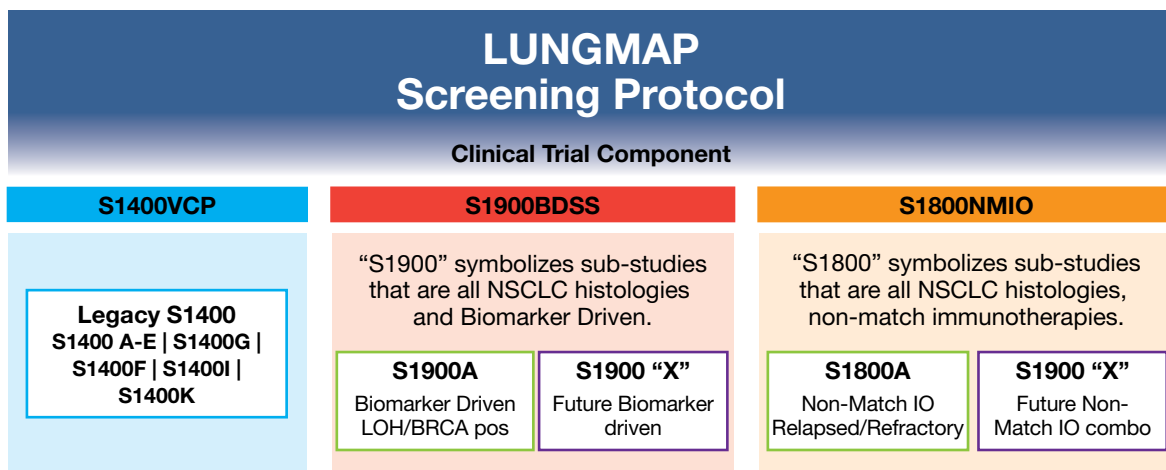 LUNGMAP
Screening Protocol
Clinical Trial Component
S1400VCP
Legacy S1400
S1400 A-E | S1400G |
S1400F | S1400I |
S1400K
S1900BDSS
“S1900” symbolizes sub-studies
that are all NSCLC histologies
and Biomarker Driven.
S1900A
Biomarker Driven
LOH/BRCA pos
S1900 “X”
Future Biomarker
driven
S1800NMIO
“S1800” symbolizes sub-studies
that are all NSCLC histologies,
non-match immunotherapies.
S1800A
Non-Match IO
Relapsed/Refractory
S1900 “X”
Future Non-
Match IO combo